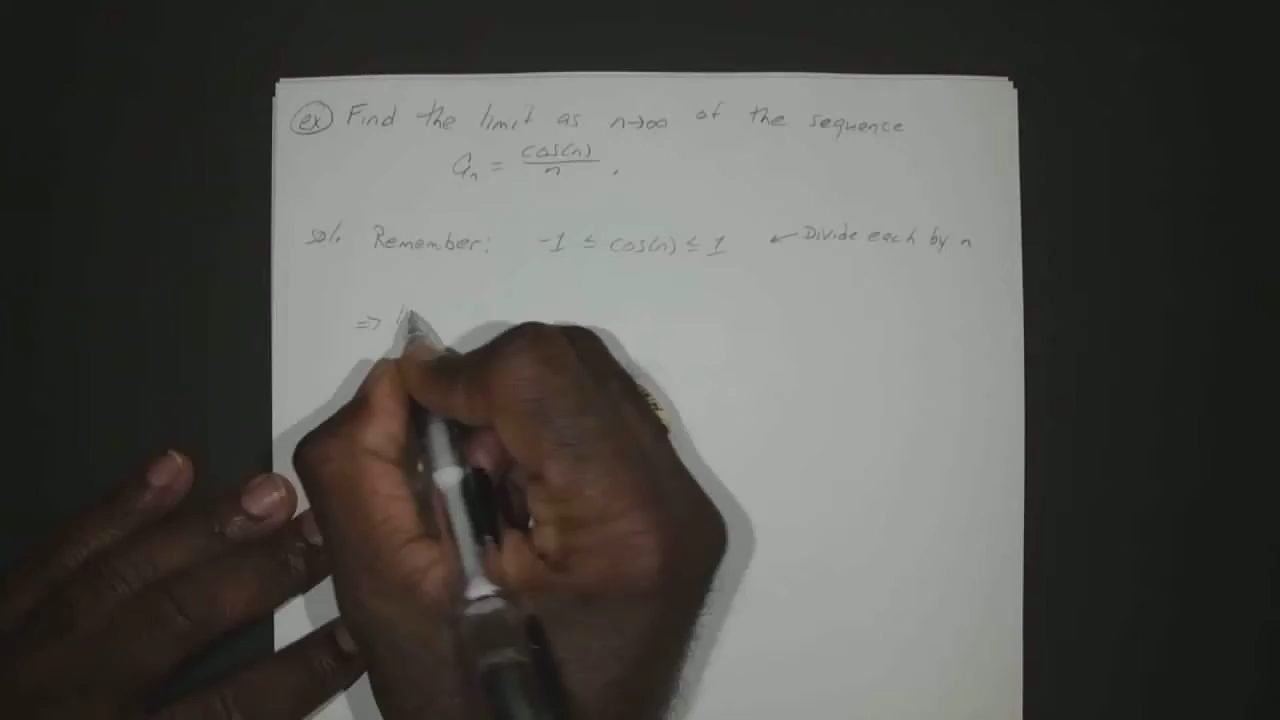 ex Find the limit as n→∞ of the sequence
aₙ = cos(n)/n .
sol. Remember: -1 ≤ cos(n) ≤ 1 ↙ Divide each by n
⇒